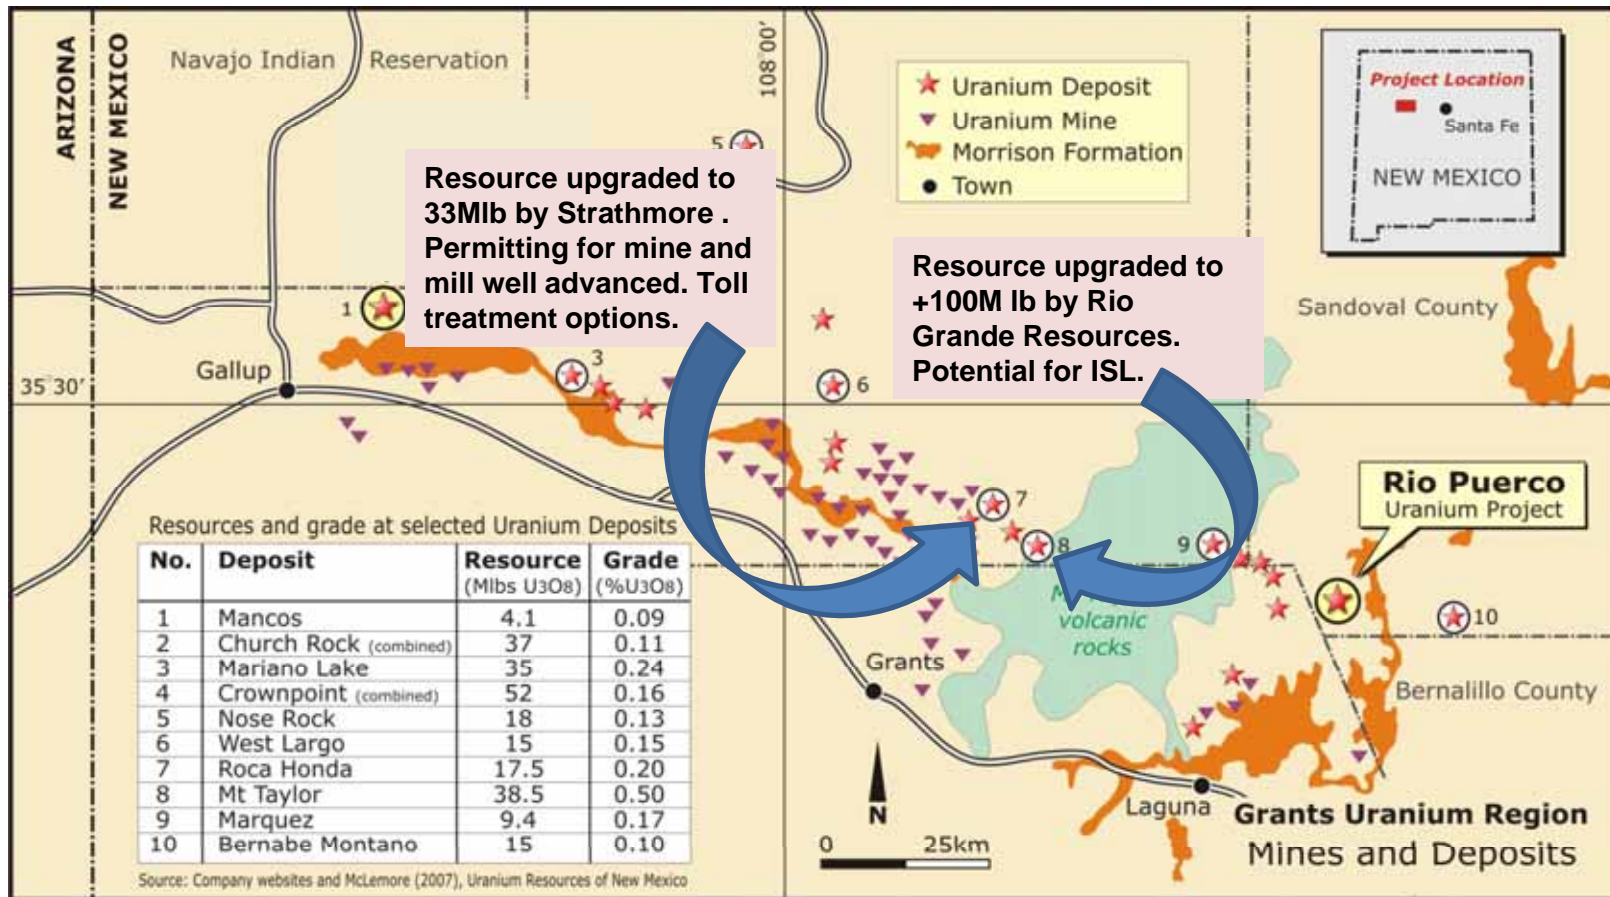 ARIZONA
NEW MEXICO
Navajo Indian Reservation
108°00'
Uranium Deposit
Uranium Mine
Morrison Formation
Town
Project Location
Santa Fe
NEW MEXICO
5
Resource upgraded to
33Mlb by Strathmore .
Permitting for mine and
mill well advanced. Toll
treatment options.
Resource upgraded to
+100M lb by Rio
Grande Resources.
Potential for ISL.
Sandoval County
1
3
Gallup
35°30'
6
7
8
9
10
Rio Puerco
Uranium Project
volcanic
rocks
Grants
Bernalillo County
Laguna
N
0 25km
Grants Uranium Region
Mines and Deposits
Resources and grade at selected Uranium Deposits
No. Deposit Resource Grade
(Mlbs U3O8) (%U3O8)
1 Mancos 4.1 0.09
2 Church Rock (combined) 37 0.11
3 Mariano Lake 35 0.24
4 Crownpoint (combined) 52 0.16
5 Nose Rock 18 0.13
6 West Largo 15 0.15
7 Roca Honda 17.5 0.20
8 Mt Taylor 38.5 0.50
9 Marquez 9.4 0.17
10 Bernabe Montano 15 0.10
Source: Company websites and McLemore (2007), Uranium Resources of New Mexico